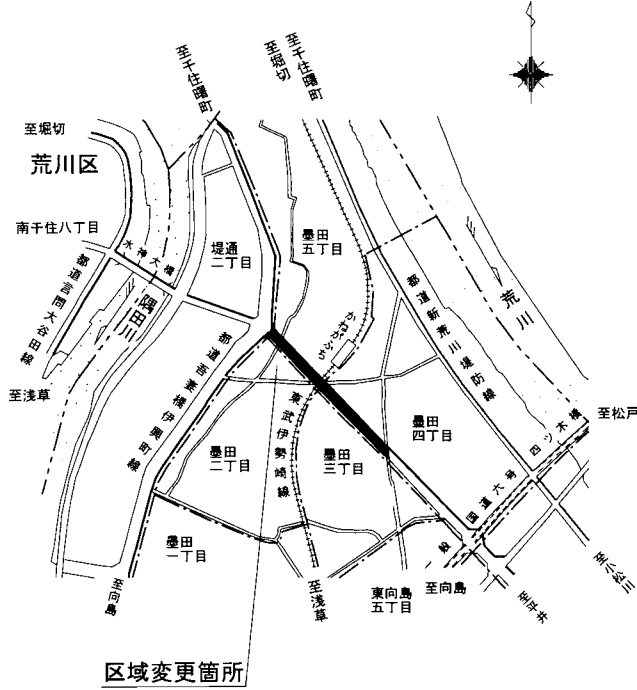 至千住曙町
至堀切
至千住曙町
至堀切
荒川区
南千住八丁目
水神大橋
堤通
二丁目
墨田
五丁目
都道言問大谷田線
隅田川
都道吾妻橋伊興町線
かねがふち
都道新荒川堤防線
荒川
至浅草
至松戸
四ツ木橋
東武伊勢崎線
墨田
四丁目
墨田
二丁目
墨田
三丁目
国道六号
墨田
一丁目
至向島
至浅草
東向島
五丁目
至向島
至平井
至小松川
区域変更箇所